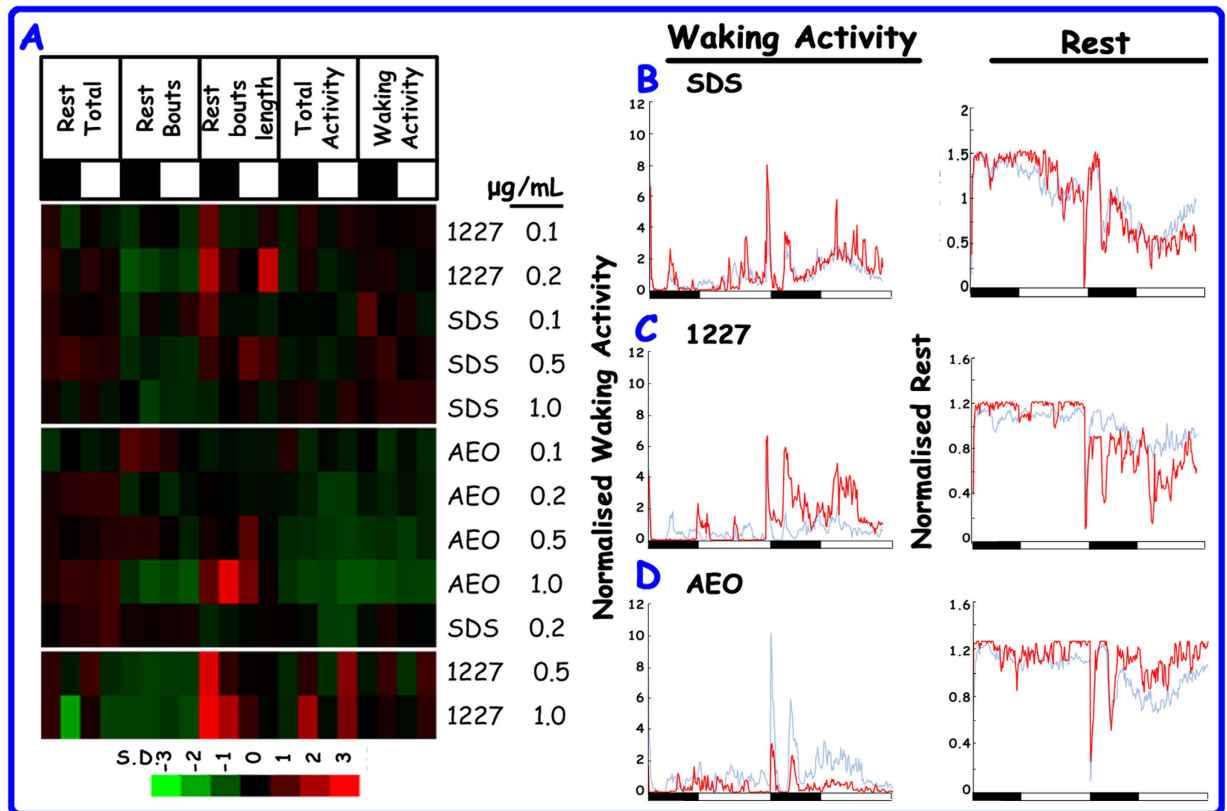 A
Rest Total
Rest Bouts
Rest bouts length
Total Activity
Waking Activity
µg/mL
1227 0.1
1227 0.2
SDS 0.1
SDS 0.5
SDS 1.0
AEO 0.1
AEO 0.2
AEO 0.5
AEO 1.0
SDS 0.2
1227 0.5
1227 1.0
S.D.: -3 -2 -1 0 1 2 3
Waking Activity
Rest
Normalised Waking Activity
Normalised Rest
B SDS
12
10
8
6
4
2
0
2
1.5
1
0.5
0
C 1227
12
10
8
6
4
2
0
1.6
1.2
0.8
0.4
0
D AEO
12
10
8
6
4
2
0
1.6
1.2
0.8
0.4
0